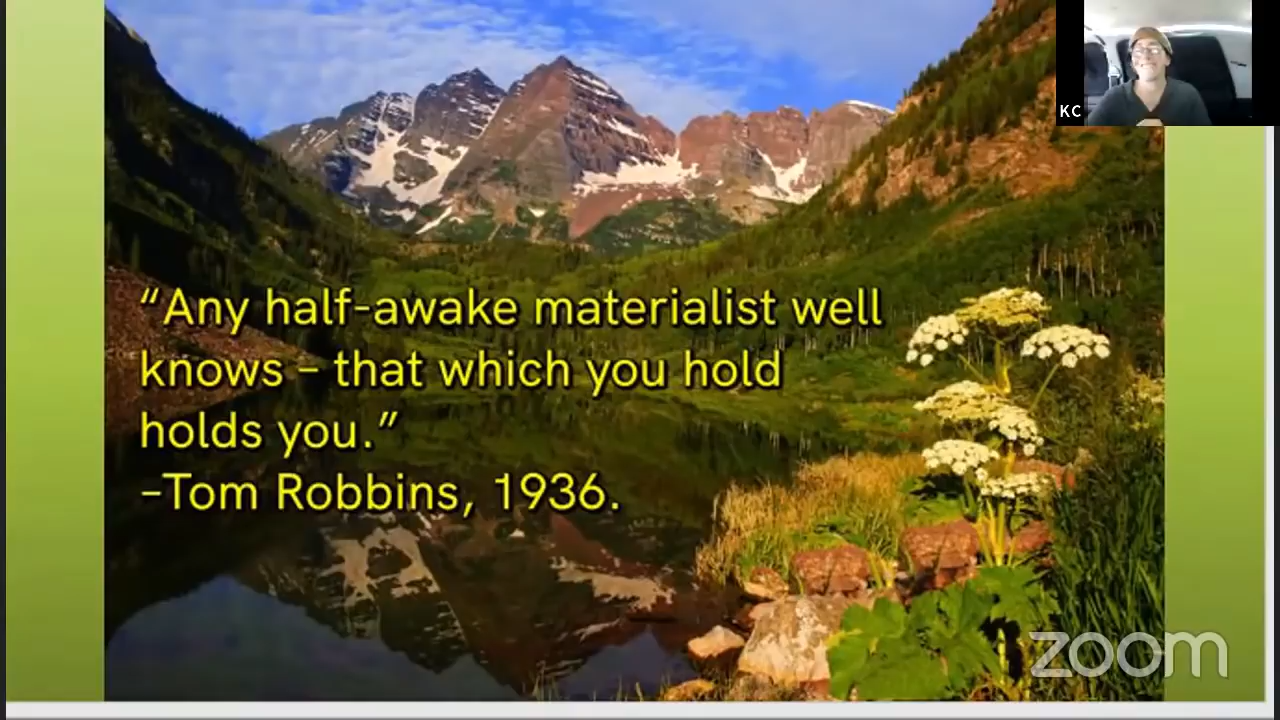 KC
“Any half-awake materialist well
knows – that which you hold
holds you.”
–Tom Robbins, 1936.
zoom